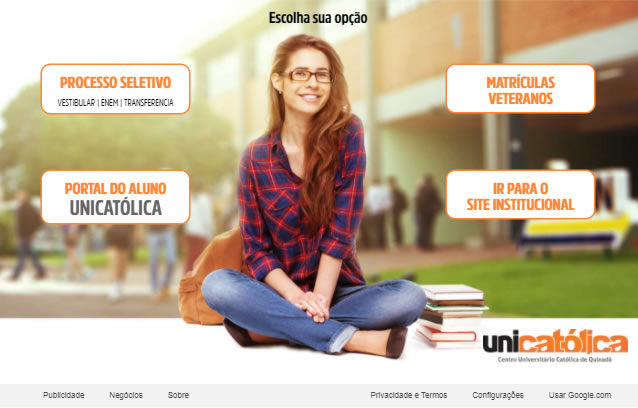 Escolha sua opção
PROCESSO SELETIVO
VESTIBULAR | ENEM | TRANSFERENCIA
MATRÍCULAS
VETERANOS
PORTAL DO ALUNO
UNICATÓLICA
IR PARA O
SITE INSTITUCIONAL
unicatólica
Centro Universitário Católica de Quixadá
Publicidade Negócios Sobre Privacidade e Termos Configurações Usar Google.com